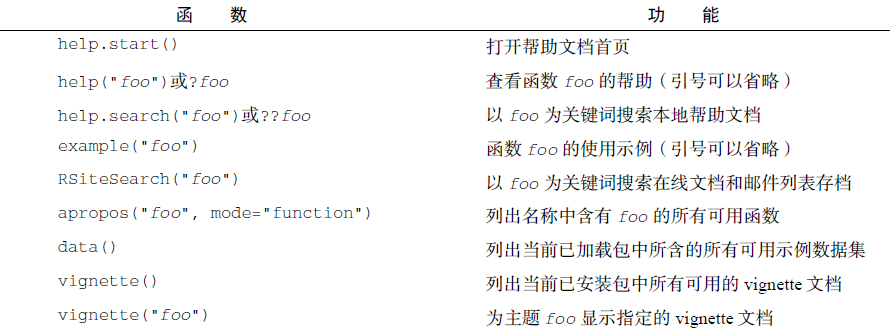 函 数 功 能
help.start() 打开帮助文档首页
help("foo")或?foo 查看函数 foo 的帮助（引号可以省略）
help.search("foo")或??foo 以 foo 为关键词搜索本地帮助文档
example("foo") 函数 foo 的使用示例（引号可以省略）
RSiteSearch("foo") 以 foo 为关键词搜索在线文档和邮件列表存档
apropos("foo", mode="function") 列出名称中含有 foo 的所有可用函数
data() 列出当前已加载包中所含的所有可用示例数据集
vignette() 列出当前已安装包中所有可用的 vignette 文档
vignette("foo") 为主题 foo 显示指定的 vignette 文档